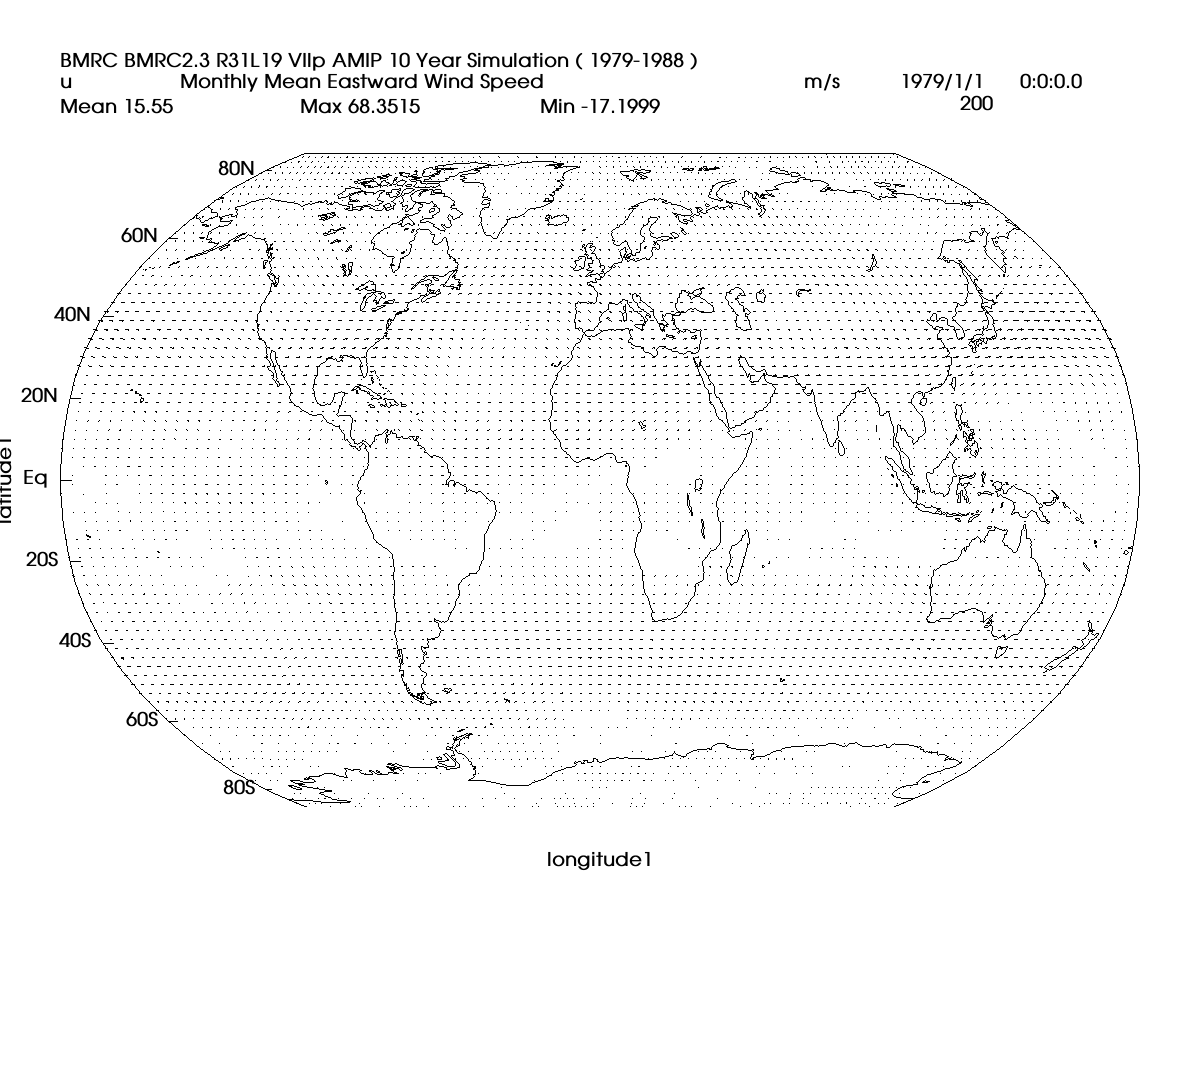 BMRC BMRC2.3 R31L19 VIIp AMIP 10 Year Simulation ( 1979-1988 )
u Monthly Mean Eastward Wind Speed m/s 1979/1/1 0:0:0.0
Mean 15.55 Max 68.3515 Min -17.1999 200
80N
60N
40N
20N
Eq
latitude1
20S
40S
60S
80S
longitude1